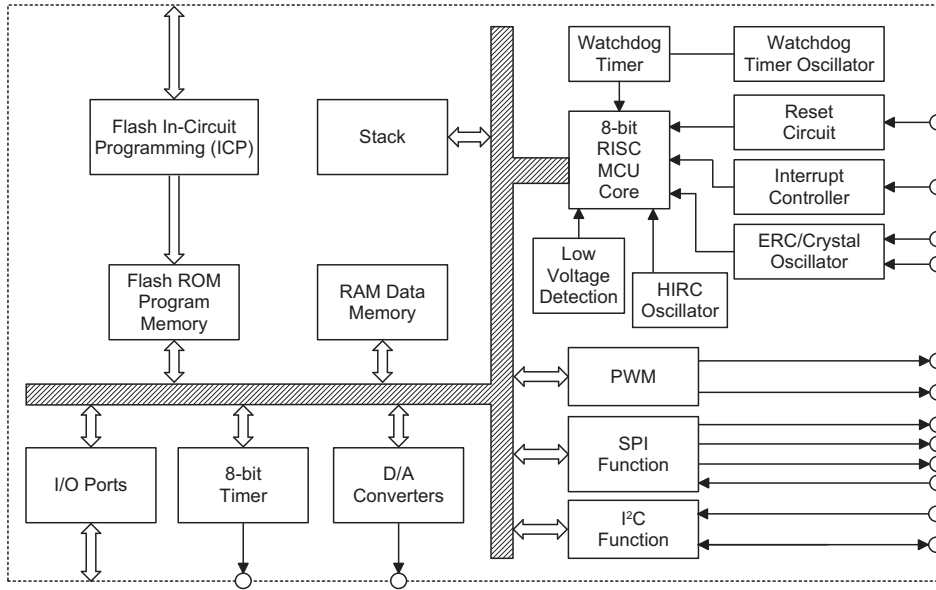 Watchdog
Timer
Watchdog
Timer Oscillator
Flash In-Circuit
Programming (ICP)
Stack
8-bit
RISC
MCU
Core
Reset
Circuit
Interrupt
Controller
ERC/Crystal
Oscillator
Low
Voltage
Detection
HIRC
Oscillator
Flash ROM
Program
Memory
RAM Data
Memory
PWM
I/O Ports
8-bit
Timer
D/A
Converters
SPI
Function
I²C
Function